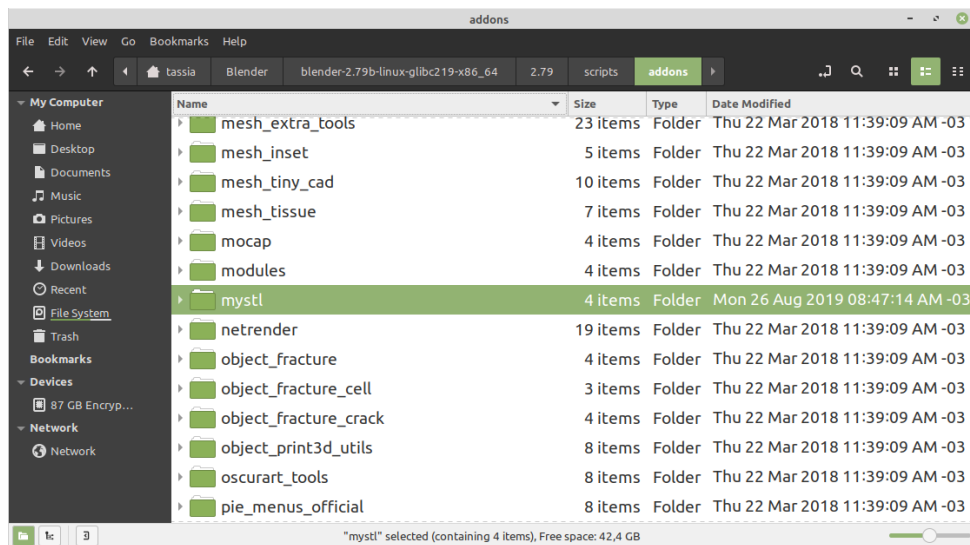 addons
File Edit View Go Bookmarks Help
tassia Blender blender-2.79b-linux-glibc219-x86_64 2.79 scripts addons
My Computer
Home
Desktop
Documents
Music
Pictures
Videos
Downloads
Recent
File System
Trash
Bookmarks
Devices
87 GB Encryp...
Network
Network
Name Size Type Date Modified
mesh_extra_tools 23 items Folder Thu 22 Mar 2018 11:39:09 AM -03
mesh_inset 5 items Folder Thu 22 Mar 2018 11:39:09 AM -03
mesh_tiny_cad 10 items Folder Thu 22 Mar 2018 11:39:09 AM -03
mesh_tissue 7 items Folder Thu 22 Mar 2018 11:39:09 AM -03
mocap 4 items Folder Thu 22 Mar 2018 11:39:09 AM -03
modules 4 items Folder Thu 22 Mar 2018 11:39:09 AM -03
mystl 4 items Folder Mon 26 Aug 2019 08:47:14 AM -03
netrender 19 items Folder Thu 22 Mar 2018 11:39:09 AM -03
object_fracture 4 items Folder Thu 22 Mar 2018 11:39:09 AM -03
object_fracture_cell 3 items Folder Thu 22 Mar 2018 11:39:09 AM -03
object_fracture_crack 4 items Folder Thu 22 Mar 2018 11:39:09 AM -03
object_print3d_utils 8 items Folder Thu 22 Mar 2018 11:39:09 AM -03
oscurart_tools 8 items Folder Thu 22 Mar 2018 11:39:09 AM -03
pie_menus_official 8 items Folder Thu 22 Mar 2018 11:39:09 AM -03
"mystl" selected (containing 4 items), Free space: 42,4 GB